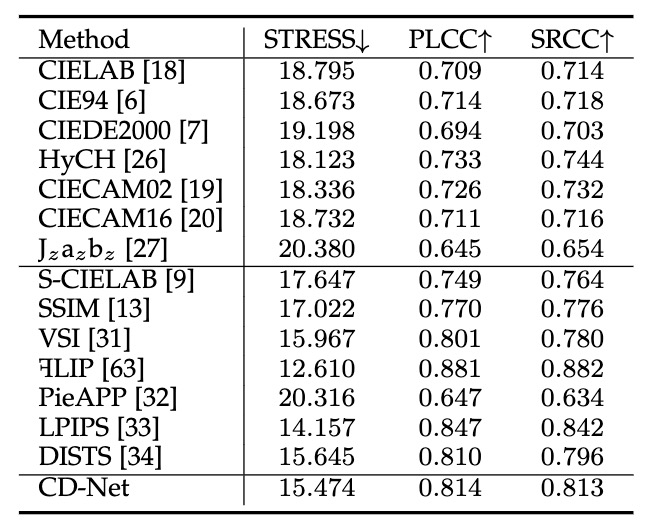 Method STRESS↓ PLCC↑ SRCC↑
CIELAB [18] 18.795 0.709 0.714
CIE94 [6] 18.673 0.714 0.718
CIEDE2000 [7] 19.198 0.694 0.703
HyCH [26] 18.123 0.733 0.744
CIECAM02 [19] 18.336 0.726 0.732
CIECAM16 [20] 18.732 0.711 0.716
J𝑧a𝑧b𝑧 [27] 20.380 0.645 0.654
S-CIELAB [9] 17.647 0.749 0.764
SSIM [13] 17.022 0.770 0.776
VSI [31] 15.967 0.801 0.780
ꟻLIP [63] 12.610 0.881 0.882
PieAPP [32] 20.316 0.647 0.634
LPIPS [33] 14.157 0.847 0.842
DISTS [34] 15.645 0.810 0.796
CD-Net 15.474 0.814 0.813